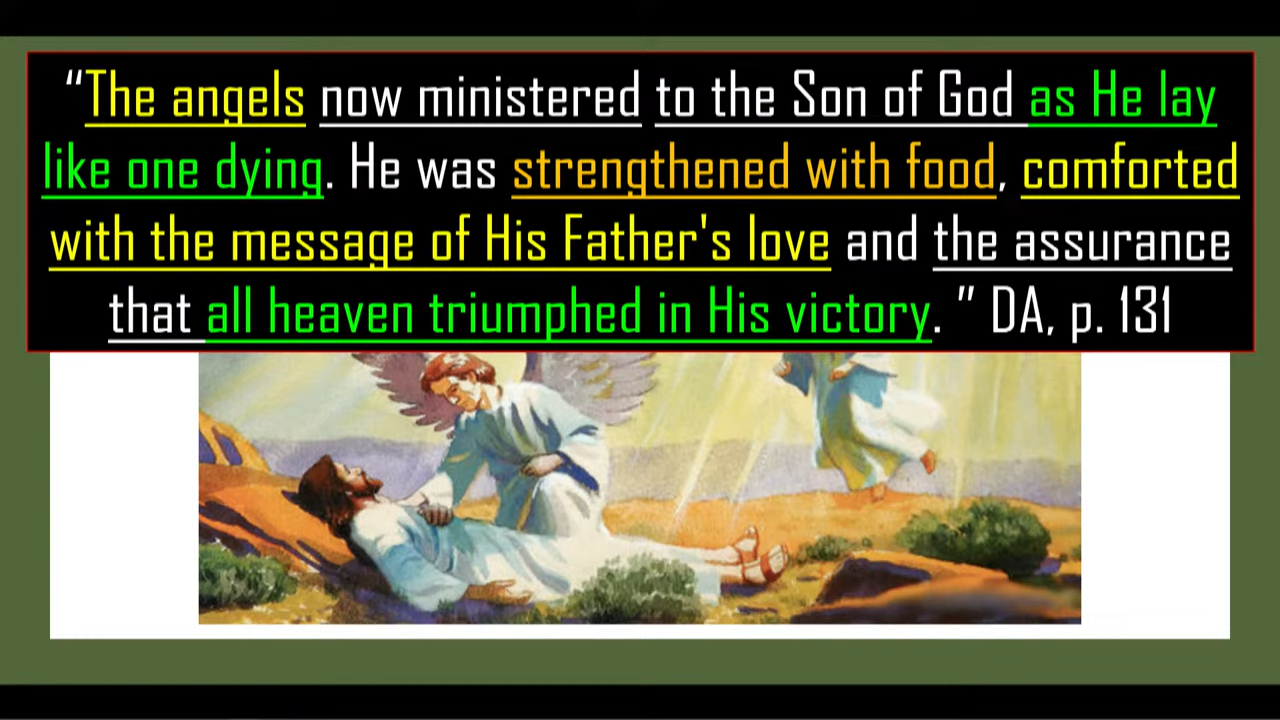 “The angels now ministered to the Son of God as He lay
like one dying. He was strengthened with food, comforted
with the message of His Father's love and the assurance
that all heaven triumphed in His victory. ” DA, p. 131